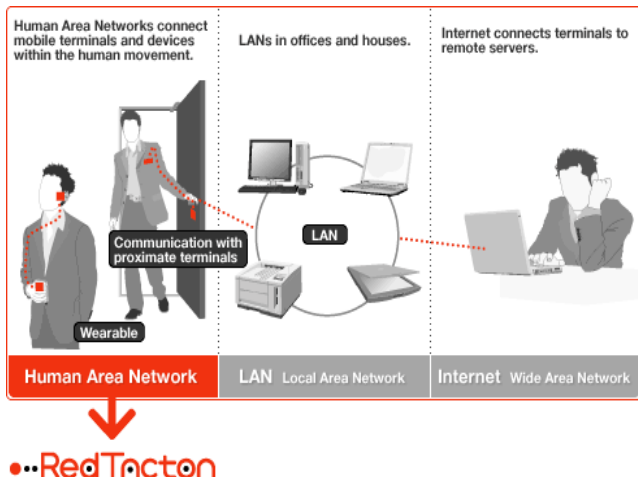 Human Area Networks connect
mobile terminals and devices
within the human movement.
LANs in offices and houses.
Internet connects terminals to
remote servers.
Communication with
proximate terminals
LAN
Wearable
Human Area Network
LAN Local Area Network
Internet Wide Area Network
RedTacton